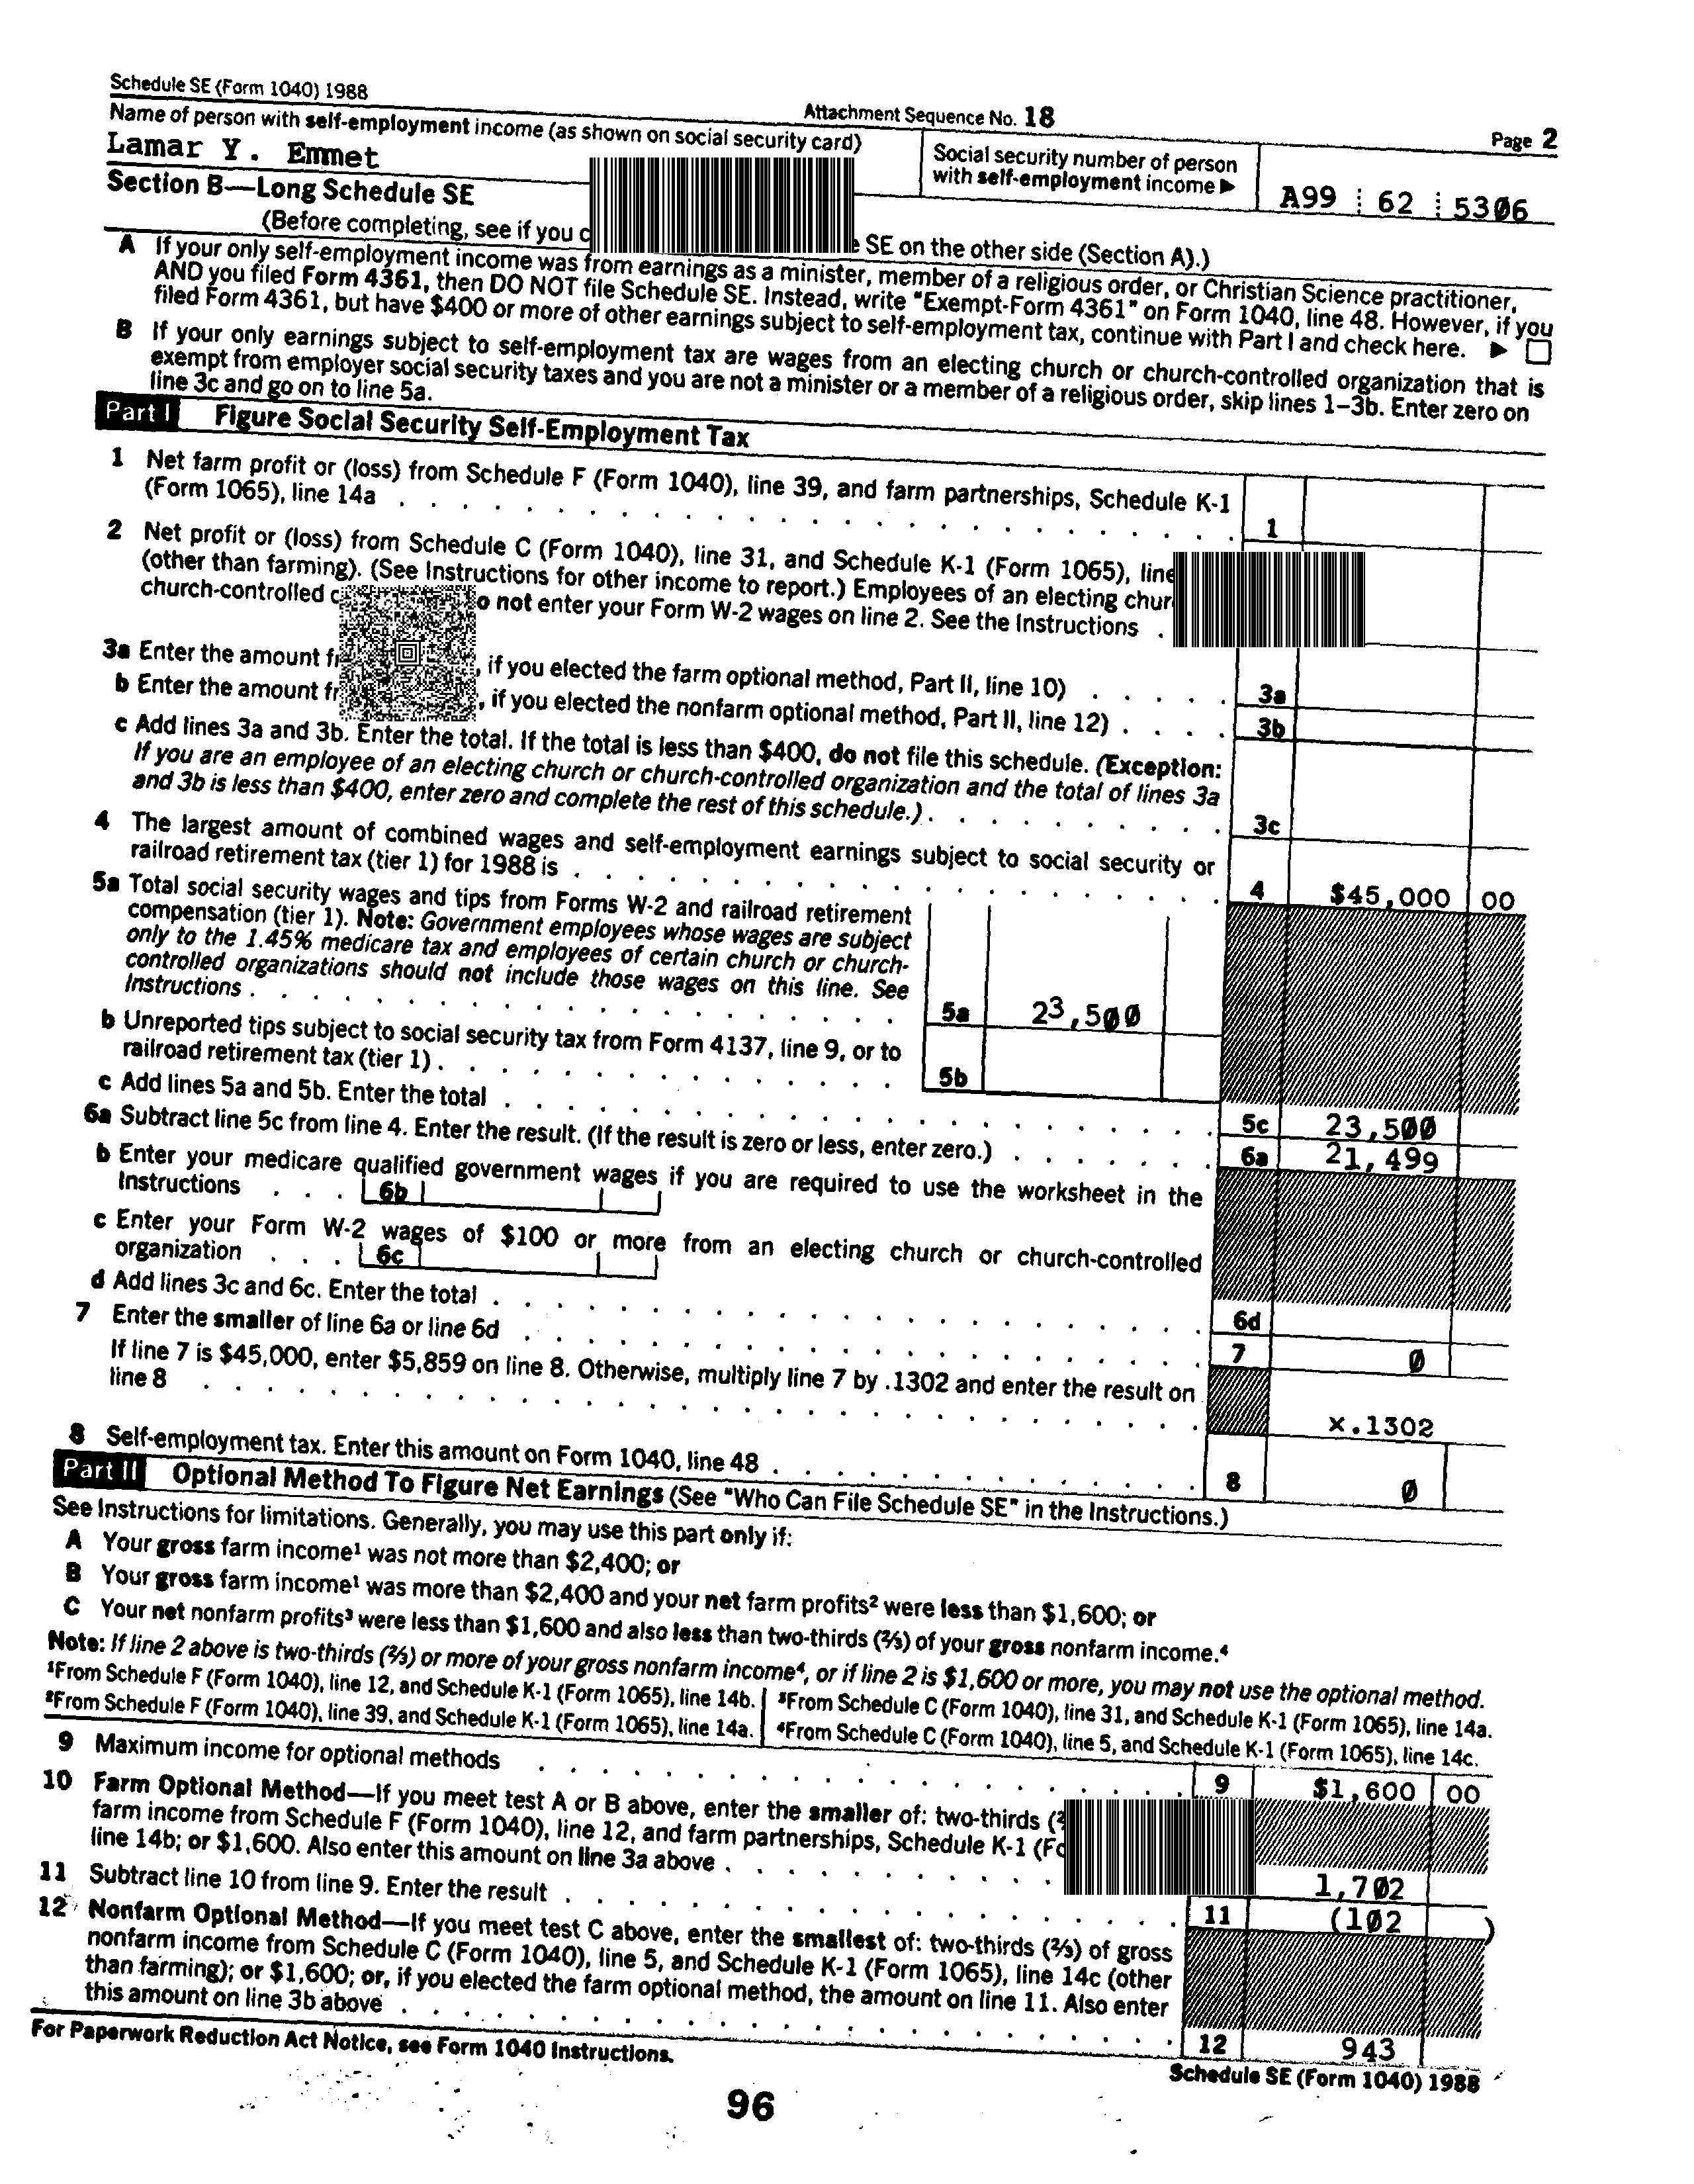 Schedule SE (Form 1040) 1988
Attachment Sequence No. 18
Page 2
Name of person with self-employment income (as shown on social security card)
Lamar Y. Emmet
Social security number of person
with self-employment income ▶
A99 62 5306
Section B—Long Schedule SE
(Before completing, see if you c
SE on the other side (Section A).)
A If your only self-employment income was from earnings as a minister, member of a religious order, or Christian Science practitioner,
AND you filed Form 4361, then DO NOT file Schedule SE. Instead, write "Exempt-Form 4361" on Form 1040, line 48. However, if you
filed Form 4361, but have $400 or more of other earnings subject to self-employment tax, continue with Part I and check here. ▶
B If your only earnings subject to self-employment tax are wages from an electing church or church-controlled organization that is
exempt from employer social security taxes and you are not a minister or a member of a religious order, skip lines 1–3b. Enter zero on
line 3c and go on to line 5a.
Part I Figure Social Security Self-Employment Tax
1 Net farm profit or (loss) from Schedule F (Form 1040), line 39, and farm partnerships, Schedule K-1
(Form 1065), line 14a . . . . . 1
2 Net profit or (loss) from Schedule C (Form 1040), line 31, and Schedule K-1 (Form 1065), line
(other than farming). (See Instructions for other income to report.) Employees of an electing chur
church-controlled o not enter your Form W-2 wages on line 2. See the Instructions .
3a Enter the amount f , if you elected the farm optional method, Part II, line 10) . . . . . 3a
b Enter the amount fr , if you elected the nonfarm optional method, Part II, line 12) . . . . 3b
c Add lines 3a and 3b. Enter the total. If the total is less than $400, do not file this schedule. (Exception:
If you are an employee of an electing church or church-controlled organization and the total of lines 3a
and 3b is less than $400, enter zero and complete the rest of this schedule.) . . . . . 3c
4 The largest amount of combined wages and self-employment earnings subject to social security or
railroad retirement tax (tier 1) for 1988 is . . . . . 4 $45,000 00
5a Total social security wages and tips from Forms W-2 and railroad retirement
compensation (tier 1). Note: Government employees whose wages are subject
only to the 1.45% medicare tax and employees of certain church or church-
controlled organizations should not include those wages on this line. See
Instructions . . . . . 5a 23,500
b Unreported tips subject to social security tax from Form 4137, line 9, or to
railroad retirement tax (tier 1) . . . . . 5b
c Add lines 5a and 5b. Enter the total . . . . . 5c 23,500
6a Subtract line 5c from line 4. Enter the result. (If the result is zero or less, enter zero.) . . . . . 6a 21,499
b Enter your medicare qualified government wages if you are required to use the worksheet in the
Instructions . . . 6b
c Enter your Form W-2 wages of $100 or more from an electing church or church-controlled
organization . . . 6c
d Add lines 3c and 6c. Enter the total . . . . . 6d
7 Enter the smaller of line 6a or line 6d . . . . . 7 0
If line 7 is $45,000, enter $5,859 on line 8. Otherwise, multiply line 7 by .1302 and enter the result on
line 8 . . . . . x.1302
8 Self-employment tax. Enter this amount on Form 1040, line 48 . . . . . 8 0
Part II Optional Method To Figure Net Earnings (See "Who Can File Schedule SE" in the Instructions.)
See Instructions for limitations. Generally, you may use this part only if:
A Your gross farm income¹ was not more than $2,400; or
B Your gross farm income¹ was more than $2,400 and your net farm profits² were less than $1,600; or
C Your net nonfarm profits³ were less than $1,600 and also less than two-thirds (⅔) of your gross nonfarm income.⁴
Note: If line 2 above is two-thirds (⅔) or more of your gross nonfarm income⁴, or if line 2 is $1,600 or more, you may not use the optional method.
¹From Schedule F (Form 1040), line 12, and Schedule K-1 (Form 1065), line 14b.
³From Schedule C (Form 1040), line 31, and Schedule K-1 (Form 1065), line 14a.
²From Schedule F (Form 1040), line 39, and Schedule K-1 (Form 1065), line 14a.
⁴From Schedule C (Form 1040), line 5, and Schedule K-1 (Form 1065), line 14c.
9 Maximum income for optional methods . . . . . 9 $1,600 00
10 Farm Optional Method—If you meet test A or B above, enter the smaller of: two-thirds (
farm income from Schedule F (Form 1040), line 12, and farm partnerships, Schedule K-1 (Fo
line 14b; or $1,600. Also enter this amount on line 3a above . . . . . 1,702
11 Subtract line 10 from line 9. Enter the result . . . . . 11 (102 )
12 Nonfarm Optional Method—If you meet test C above, enter the smallest of: two-thirds (⅔) of gross
nonfarm income from Schedule C (Form 1040), line 5, and Schedule K-1 (Form 1065), line 14c (other
than farming); or $1,600; or, if you elected the farm optional method, the amount on line 11. Also enter
this amount on line 3b above . . . . . 12 943
For Paperwork Reduction Act Notice, see Form 1040 Instructions.
Schedule SE (Form 1040) 1988
96